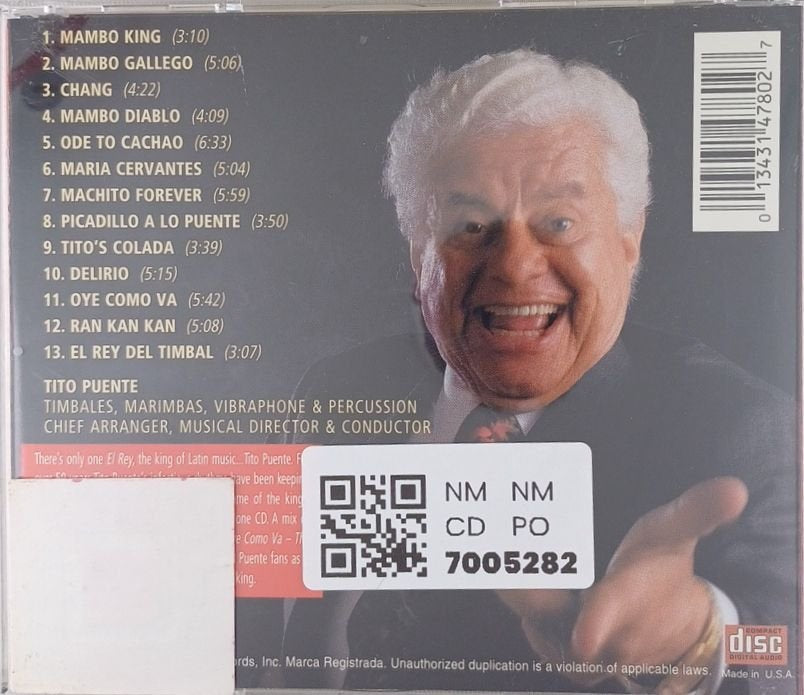 1. MAMBO KING (3:10)
2. MAMBO GALLEGO (5:06)
3. CHANG (4:22)
4. MAMBO DIABLO (4:09)
5. ODE TO CACHAO (6:33)
6. MARIA CERVANTES (5:04)
7. MACHITO FOREVER (5:59)
8. PICADILLO A LO PUENTE (3:50)
9. TITO'S COLADA (3:39)
10. DELIRIO (5:15)
11. OYE COMO VA (5:42)
12. RAN KAN KAN (5:08)
13. EL REY DEL TIMBAL (3:07)
TITO PUENTE
TIMBALES, MARIMBAS, VIBRAPHONE & PERCUSSION
CHIEF ARRANGER, MUSICAL DIRECTOR & CONDUCTOR
There's only one El Rey, the king of Latin music...Tito Puente.
have been
of the king
one CD. A mix
Como Va –
Puente fans as
king.
0 13431 47802 7
NM NM
CD PO
7005282
Inc. Marca Registrada. Unauthorized duplication is a violation of applicable laws.
COMPACT
disc
DIGITAL AUDIO
Made in U.S.A.